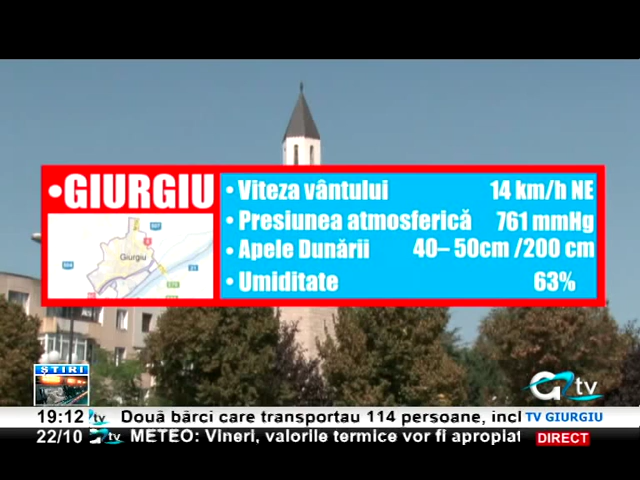 •GIURGIU
• Viteza vântului 14 km/h NE
• Presiunea atmosferică 761 mmHg
• Apele Dunării 40– 50cm /200 cm
• Umiditate 63%
Giurgiu
ȘTIRI
G tv
19:12 tv Două bărci care transportau 114 persoane, incl TV GIURGIU
22/10 G tv METEO: Vineri, valorile termice vor fi apropiat DIRECT